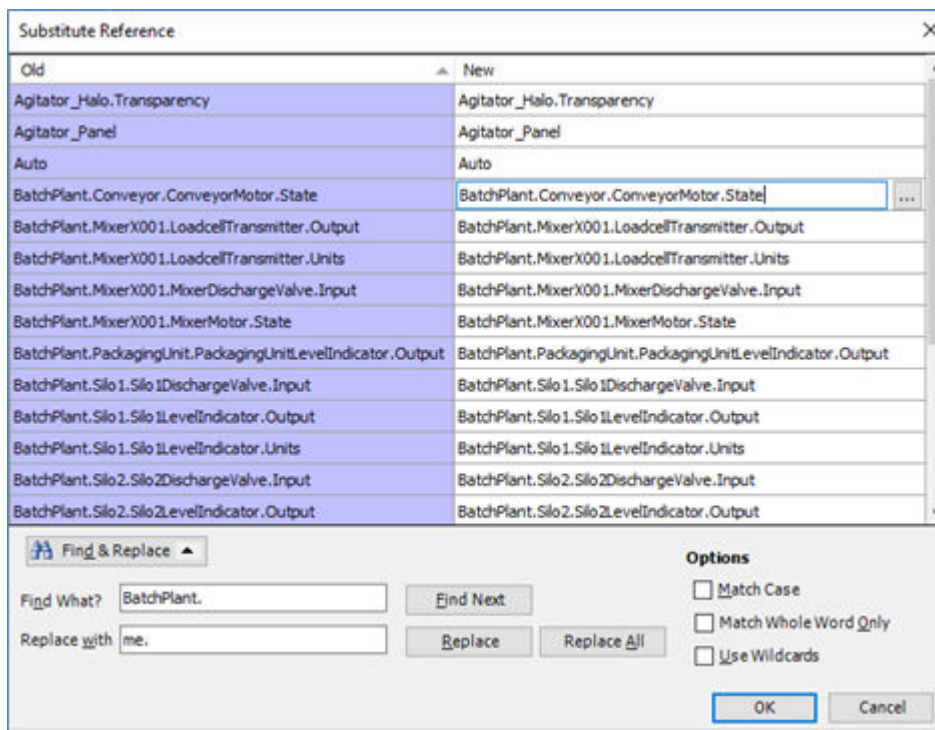 Substitute Reference
Old New
Agitator_Halo.Transparency Agitator_Halo.Transparency
Agitator_Panel Agitator_Panel
Auto Auto
BatchPlant.Conveyor.ConveyorMotor.State BatchPlant.Conveyor.ConveyorMotor.State ...
BatchPlant.MixerX001.LoadcellTransmitter.Output BatchPlant.MixerX001.LoadcellTransmitter.Output
BatchPlant.MixerX001.LoadcellTransmitter.Units BatchPlant.MixerX001.LoadcellTransmitter.Units
BatchPlant.MixerX001.MixerDischargeValve.Input BatchPlant.MixerX001.MixerDischargeValve.Input
BatchPlant.MixerX001.MixerMotor.State BatchPlant.MixerX001.MixerMotor.State
BatchPlant.PackagingUnit.PackagingUnitLevelIndicator.Output BatchPlant.PackagingUnit.PackagingUnitLevelIndicator.Output
BatchPlant.Silo1.Silo1DischargeValve.Input BatchPlant.Silo1.Silo1DischargeValve.Input
BatchPlant.Silo1.Silo1LevelIndicator.Output BatchPlant.Silo1.Silo1LevelIndicator.Output
BatchPlant.Silo1.Silo1LevelIndicator.Units BatchPlant.Silo1.Silo1LevelIndicator.Units
BatchPlant.Silo2.Silo2DischargeValve.Input BatchPlant.Silo2.Silo2DischargeValve.Input
BatchPlant.Silo2.Silo2LevelIndicator.Output BatchPlant.Silo2.Silo2LevelIndicator.Output
Find & Replace
Options
Find What? BatchPlant. Find Next Match Case
Match Whole Word Only
Replace with me. Replace Replace All
Use Wildcards
OK Cancel